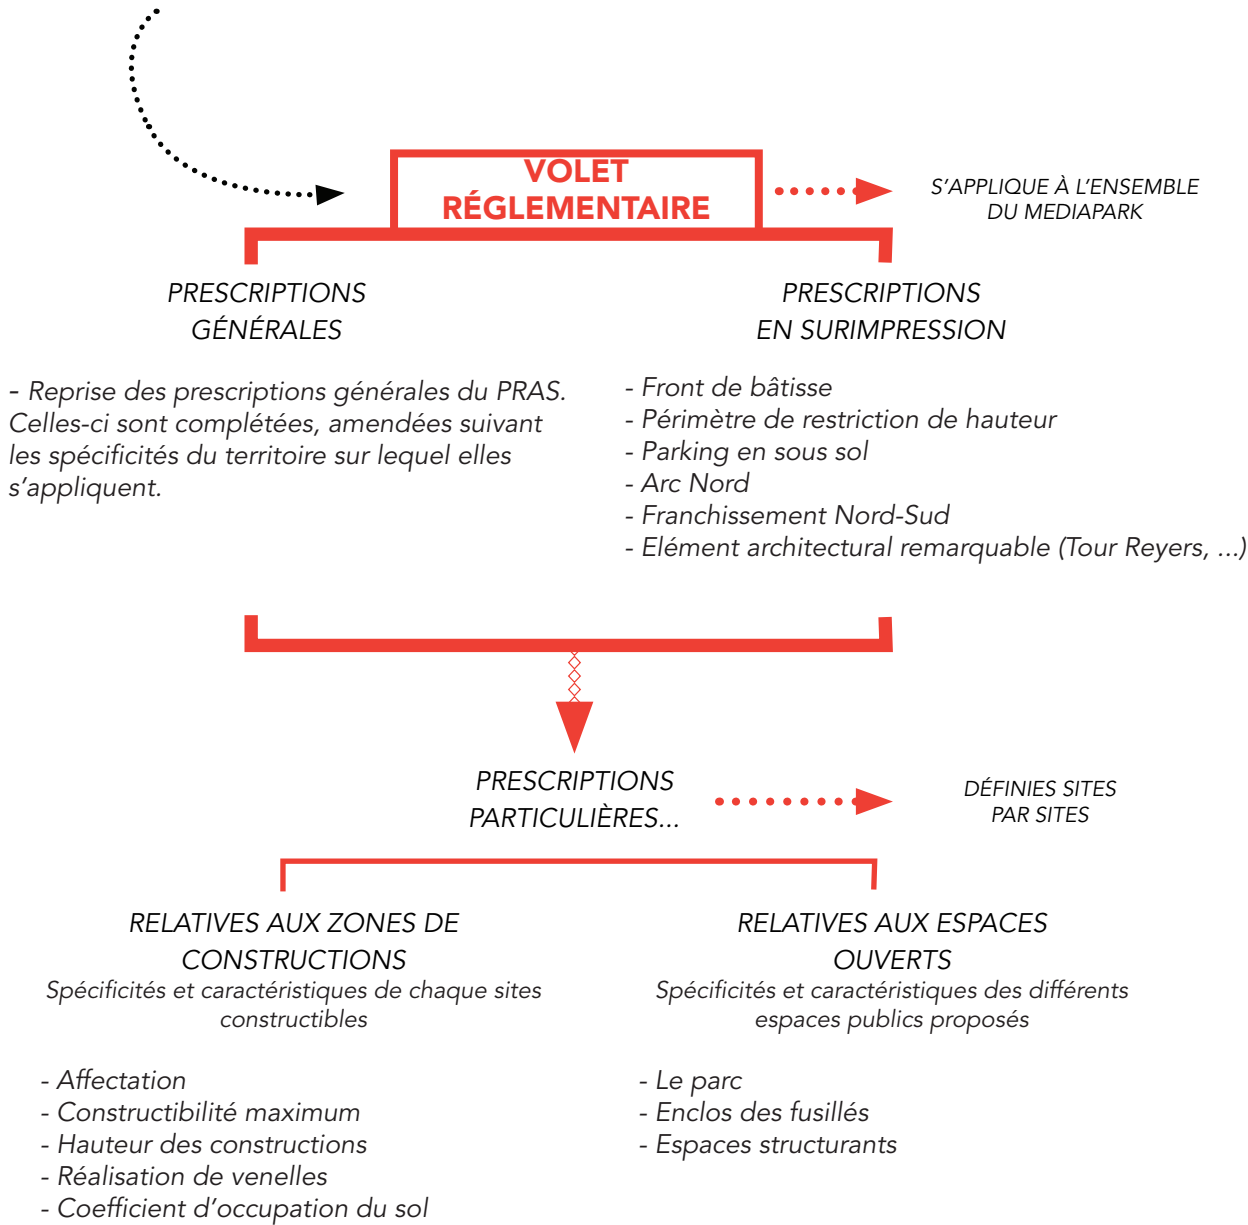 VOLET
RÉGLEMENTAIRE
S'APPLIQUE À L'ENSEMBLE
DU MEDIAPARK
PRESCRIPTIONS
GÉNÉRALES
- Reprise des prescriptions générales du PRAS.
Celles-ci sont complétées, amendées suivant
les spécificités du territoire sur lequel elles
s'appliquent.
PRESCRIPTIONS
EN SURIMPRESSION
- Front de bâtisse
- Périmètre de restriction de hauteur
- Parking en sous sol
- Arc Nord
- Franchissement Nord-Sud
- Elément architectural remarquable (Tour Reyers, ...)
PRESCRIPTIONS
PARTICULIÈRES...
DÉFINIES SITES
PAR SITES
RELATIVES AUX ZONES DE
CONSTRUCTIONS
Spécificités et caractéristiques de chaque sites
constructibles
- Affectation
- Constructibilité maximum
- Hauteur des constructions
- Réalisation de venelles
- Coefficient d'occupation du sol
RELATIVES AUX ESPACES
OUVERTS
Spécificités et caractéristiques des différents
espaces publics proposés
- Le parc
- Enclos des fusillés
- Espaces structurants